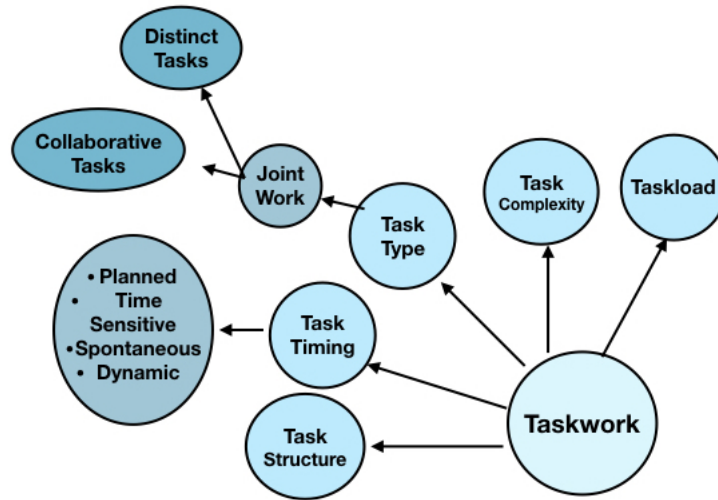 Distinct
Tasks
Collaborative
Tasks
Joint
Work
Task
Type
Task
Complexity
Taskload
• Planned
• Time
Sensitive
•Spontaneous
• Dynamic
Task
Timing
Task
Structure
Taskwork